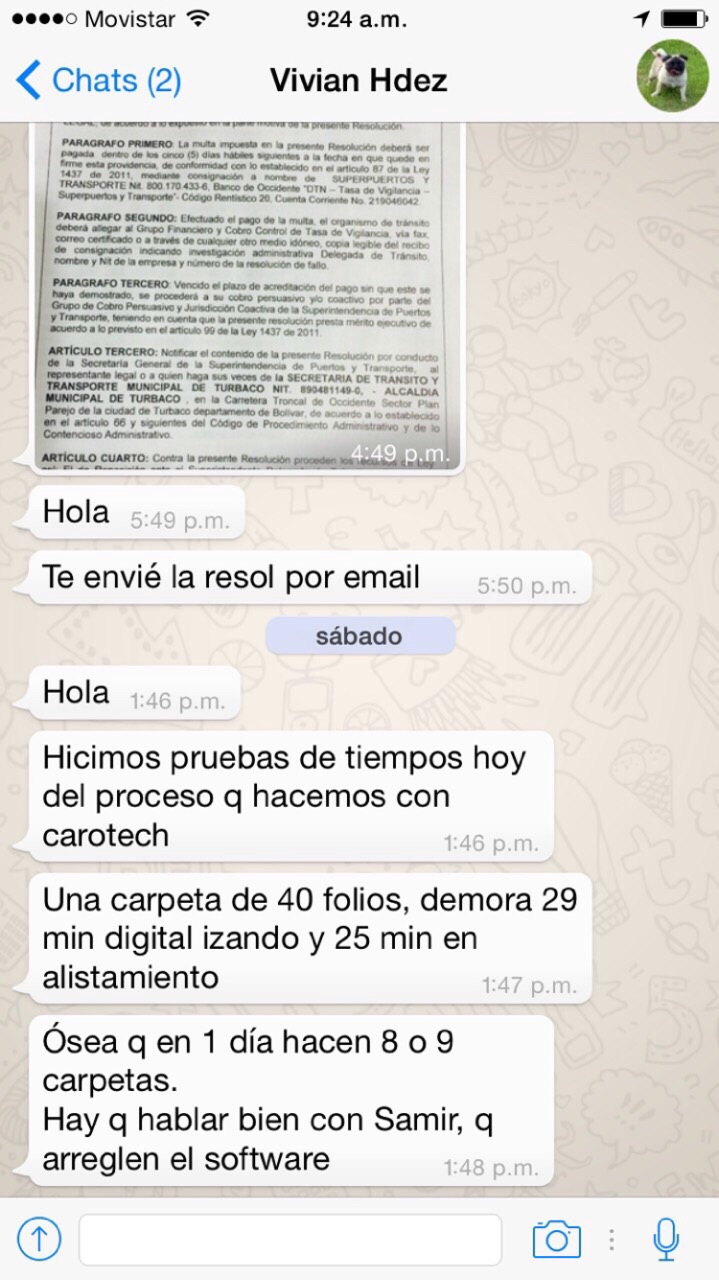 Movistar 9:24 a.m.
Chats (2) Vivian Hdez
LEGAL, de acuerdo a lo expuesto en la parte motiva de la presente Resolución.
PARAGRAFO PRIMERO: La multa impuesta en la presente Resolución deberá ser
pagada dentro de los cinco (5) días hábiles siguientes a la fecha en que quede en
firme esta providencia, de conformidad con lo establecido en el artículo 87 de la Ley
1437 de 2011, mediante consignación a nombre de SUPERPUERTOS Y
TRANSPORTE Nit. 800.170.433-6, Banco de Occidente "DTN – Tasa de Vigilancia –
Superpuertos y Transporte"- Código Rentístico 20, Cuenta Corriente No. 219046042.
PARAGRAFO SEGUNDO: Efectuado el pago de la multa, el organismo de tránsito
deberá allegar al Grupo Financiero y Cobro Control de Tasa de Vigilancia, vía fax,
correo certificado o a través de cualquier otro medio idóneo, copia legible del recibo
de consignación indicando investigación administrativa Delegada de Tránsito,
nombre y Nit de la empresa y número de la resolución de fallo.
PARAGRAFO TERCERO: Vencido el plazo de acreditación del pago sin que este se
haya demostrado, se procederá a su cobro persuasivo y/o coactivo por parte del
Grupo de Cobro Persuasivo y Jurisdicción Coactiva de la Superintendencia de Puertos
y Transporte, teniendo en cuenta que la presente resolución presta mérito ejecutivo de
acuerdo a lo previsto en el artículo 99 de la Ley 1437 de 2011.
ARTÍCULO TERCERO: Notificar el contenido de la presente Resolución por conducto
de la Secretaria General de la Superintendencia de Puertos y Transporte, al
representante legal o a quien haga sus veces de la SECRETARIA DE TRANSITO Y
TRANSPORTE MUNICIPAL DE TURBACO NIT. 890481149-0, - ALCALDIA
MUNICIPAL DE TURBACO , en la Carretera Troncal de Occidente Sector Plan
Parejo de la ciudad de Turbaco departamento de Bolívar, de acuerdo a lo establecido
en el artículo 66 y siguientes del Código de Procedimiento Administrativo y de lo
Contencioso Administrativo.
ARTÍCULO CUARTO: Contra la presente Resolución proceden los
4:49 p.m.
Hola 5:49 p.m.
Te envié la resol por email 5:50 p.m.
sábado
Hola 1:46 p.m.
Hicimos pruebas de tiempos hoy
del proceso q hacemos con
carotech 1:46 p.m.
Una carpeta de 40 folios, demora 29
min digital izando y 25 min en
alistamiento 1:47 p.m.
Ósea q en 1 día hacen 8 o 9
carpetas.
Hay q hablar bien con Samir, q
arreglen el software 1:48 p.m.